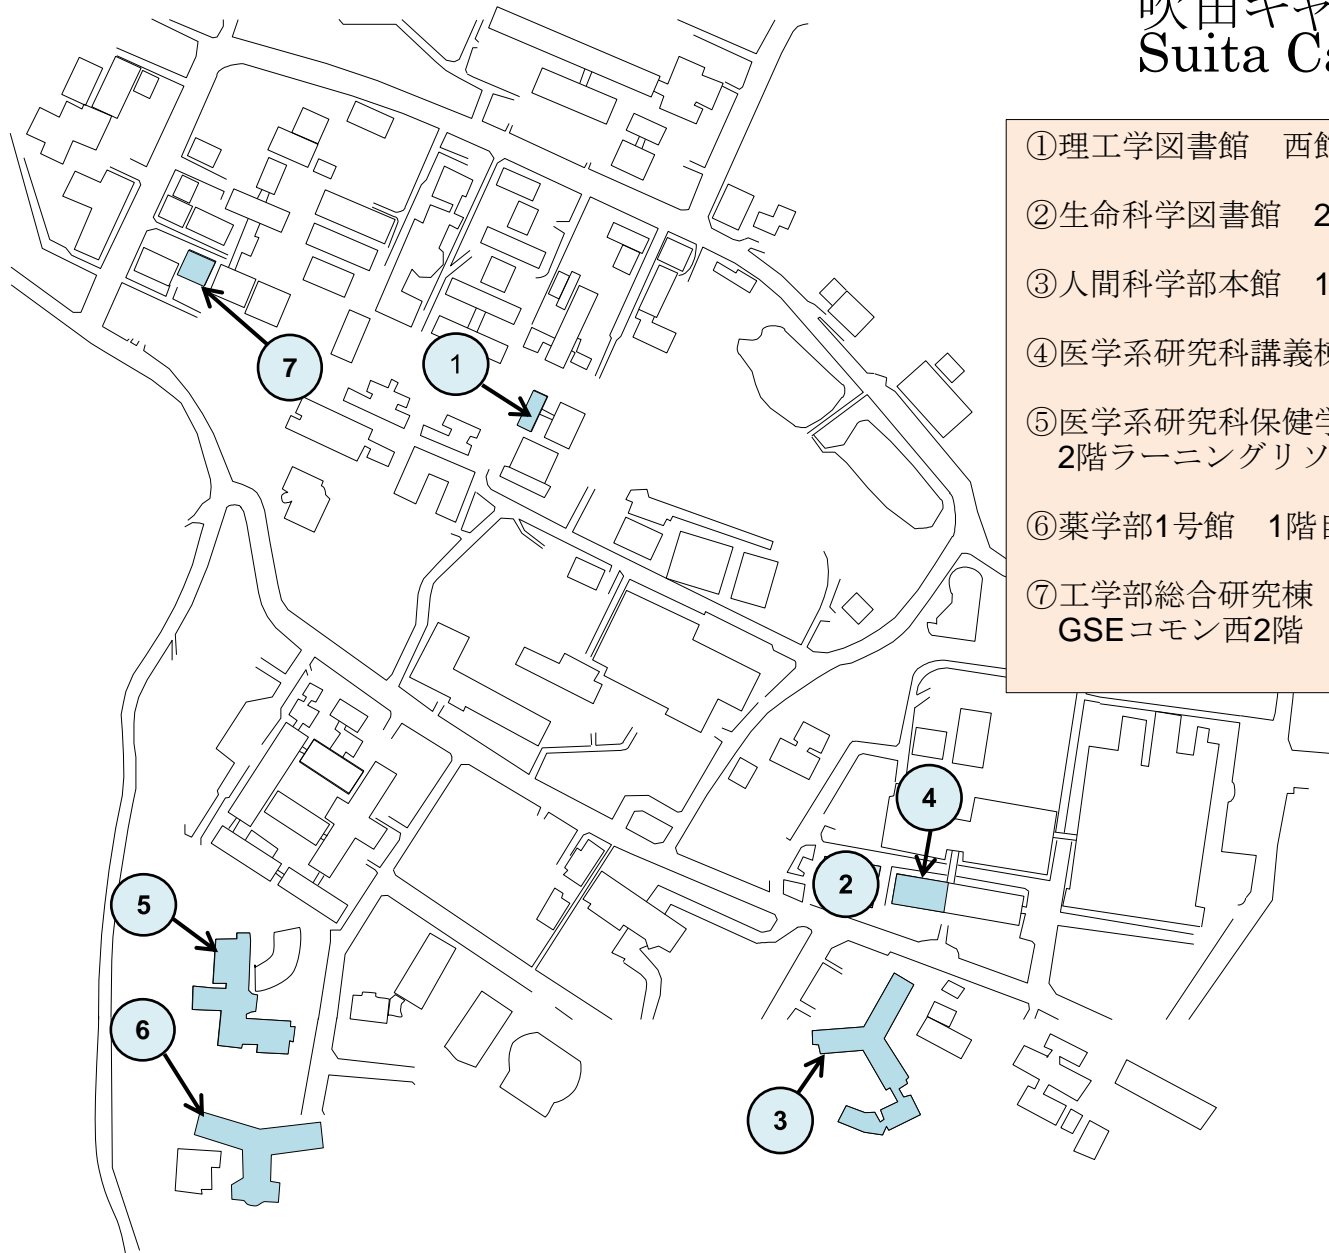 吹田キャ
Suita Ca
①理工学図書館　西館
②生命科学図書館　2
③人間科学部本館　1
④医学系研究科講義棟
⑤医学系研究科保健学
2階ラーニングリソ
⑥薬学部1号館　1階自
⑦工学部総合研究棟
GSEコモン西2階
7
1
4
2
5
6
3